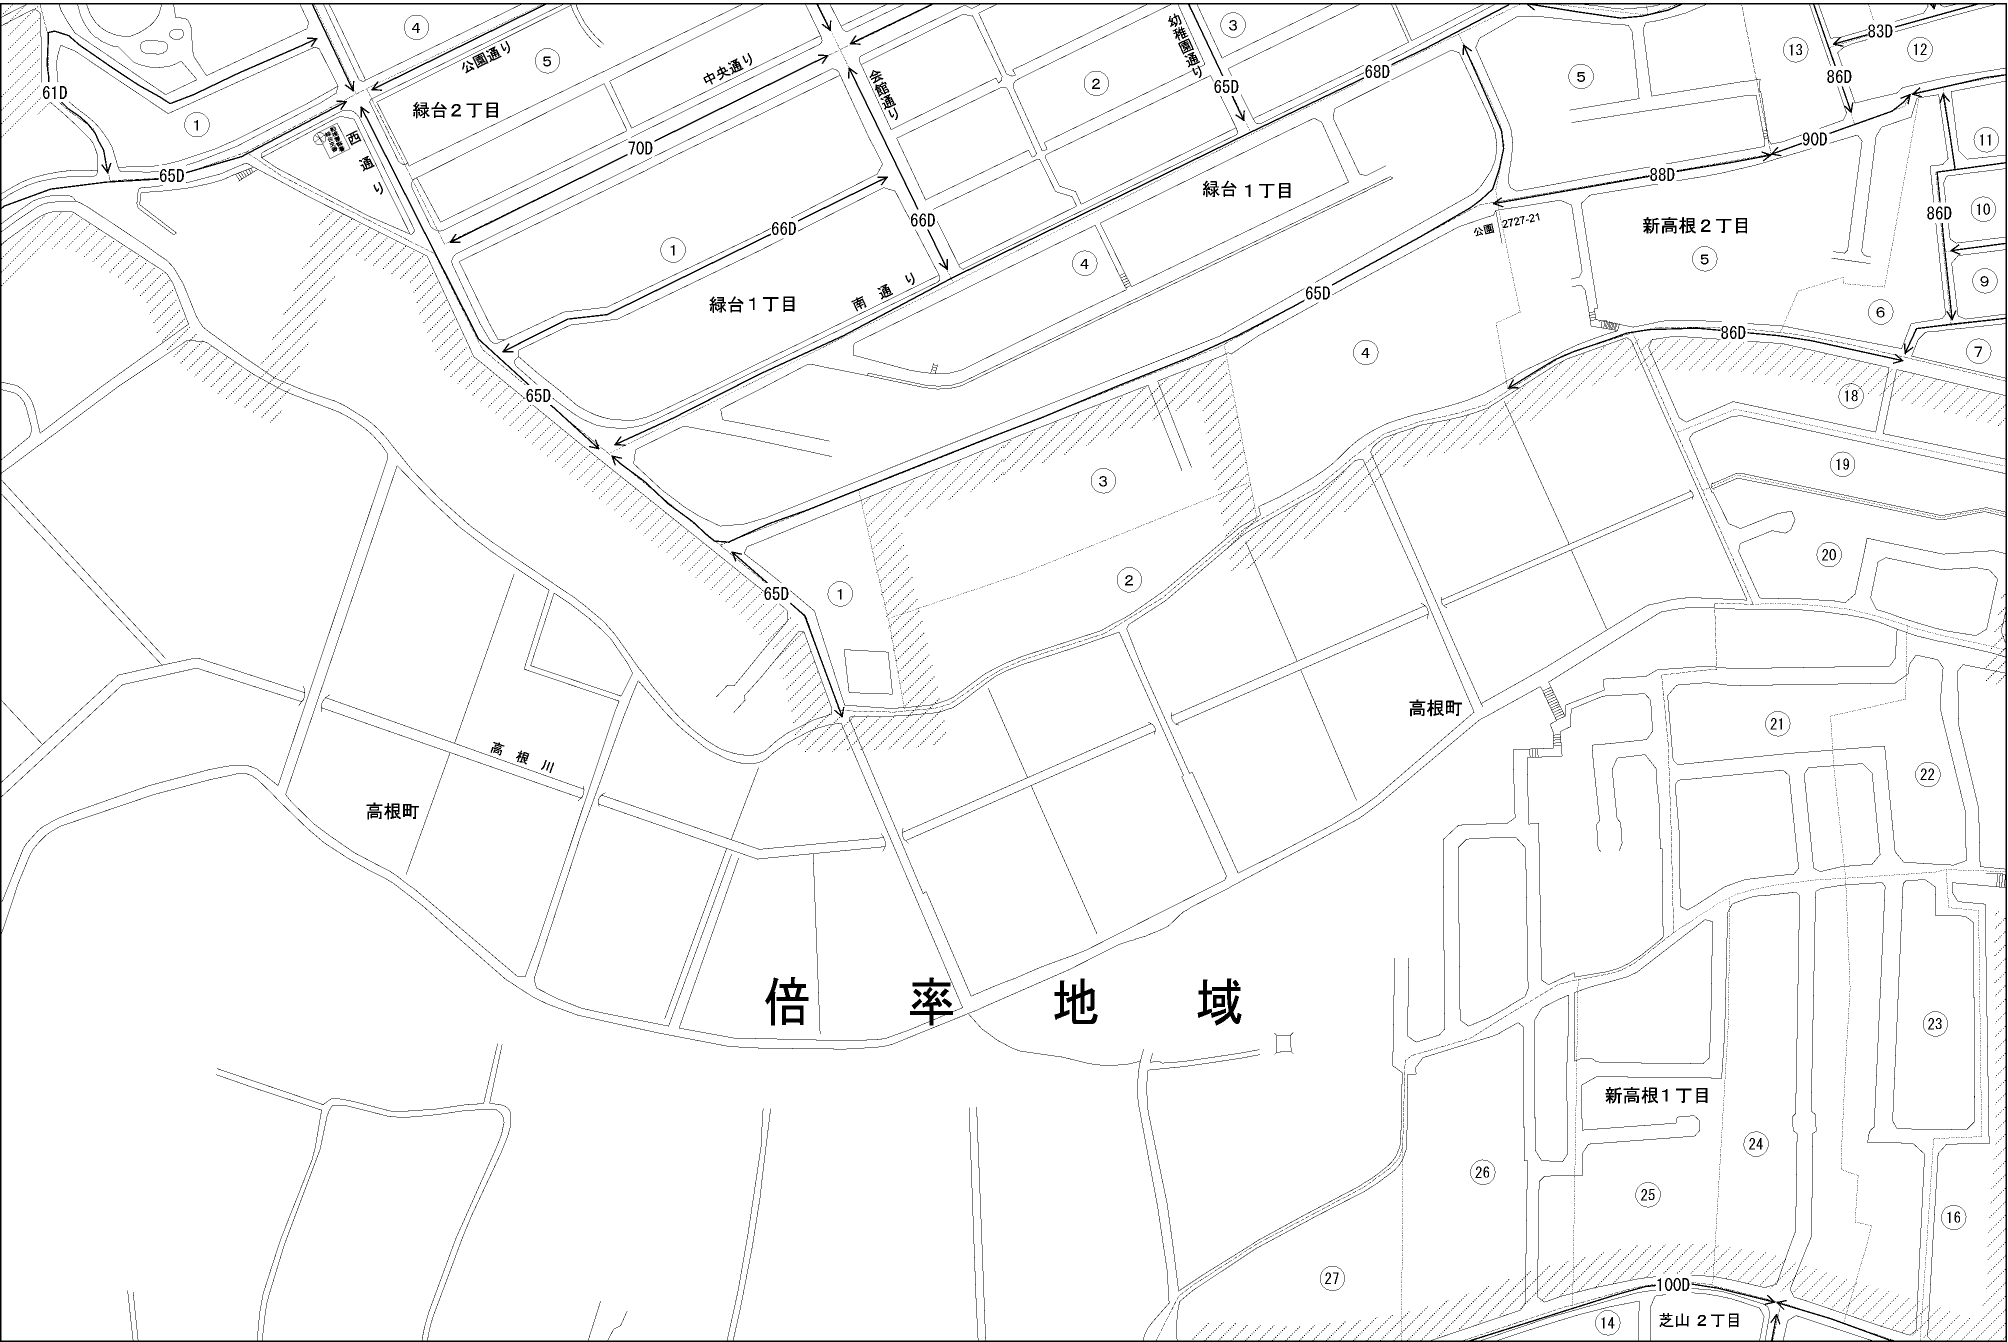 ④
公園通り
⑤
中央通り
会館通り
幼稚園通り
③
②
⑬
83D
⑫
61D
①
緑台２丁目
西通り
65D
68D
⑤
86D
90D
⑪
70D
65D
88D
緑台１丁目
86D
⑩
66D
66D
公園 2727-21
新高根２丁目
⑤
①
④
⑨
緑台１丁目
南通り
65D
⑥
86D
⑦
④
65D
⑱
③
⑲
②
⑳
65D
①
高根町
㉑
高根川
㉒
高根町
倍率地域
㉓
新高根１丁目
㉔
㉖
㉕
⑯
㉗
100D
⑭
芝山２丁目